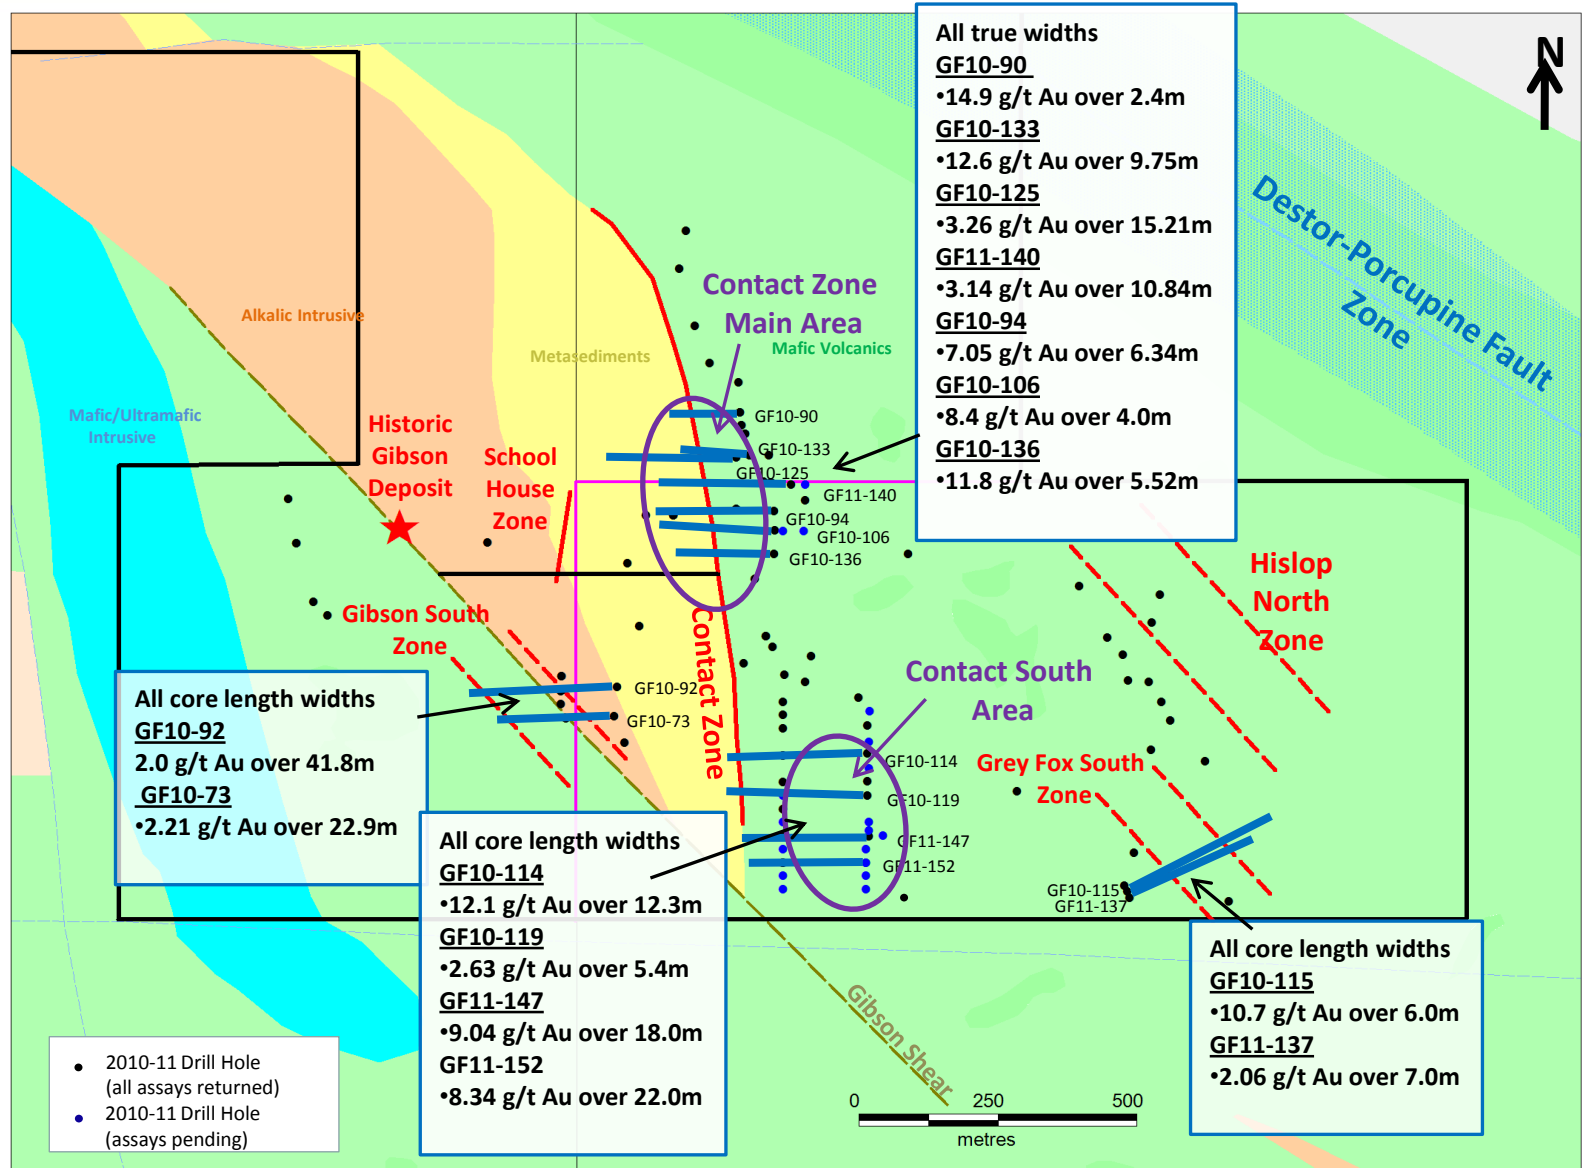 All true widths
GF10-90
•14.9 g/t Au over 2.4m
GF10-133
•12.6 g/t Au over 9.75m
GF10-125
•3.26 g/t Au over 15.21m
GF11-140
•3.14 g/t Au over 10.84m
GF10-94
•7.05 g/t Au over 6.34m
GF10-106
•8.4 g/t Au over 4.0m
GF10-136
•11.8 g/t Au over 5.52m
N
Destor-Porcupine Fault
Zone
Contact Zone
Main Area
Mafic Volcanics
Alkalic Intrusive
Metasediments
Mafic/Ultramafic
Intrusive
Historic
Gibson
Deposit
School
House
Zone
GF10-90
GF10-133
GF10-125
GF11-140
GF10-94
GF10-106
GF10-136
Hislop
North
Zone
Gibson South
Zone
Contact Zone
Contact South
Area
GF10-92
GF10-73
GF10-114
GF10-119
GF11-147
GF11-152
Grey Fox South
Zone
GF10-115
GF11-137
All core length widths
GF10-92
2.0 g/t Au over 41.8m
GF10-73
•2.21 g/t Au over 22.9m
All core length widths
GF10-114
•12.1 g/t Au over 12.3m
GF10-119
•2.63 g/t Au over 5.4m
GF11-147
•9.04 g/t Au over 18.0m
GF11-152
•8.34 g/t Au over 22.0m
All core length widths
GF10-115
•10.7 g/t Au over 6.0m
GF11-137
•2.06 g/t Au over 7.0m
Gibson Shear
• 2010-11 Drill Hole
(all assays returned)
• 2010-11 Drill Hole
(assays pending)
0 250 500
metres